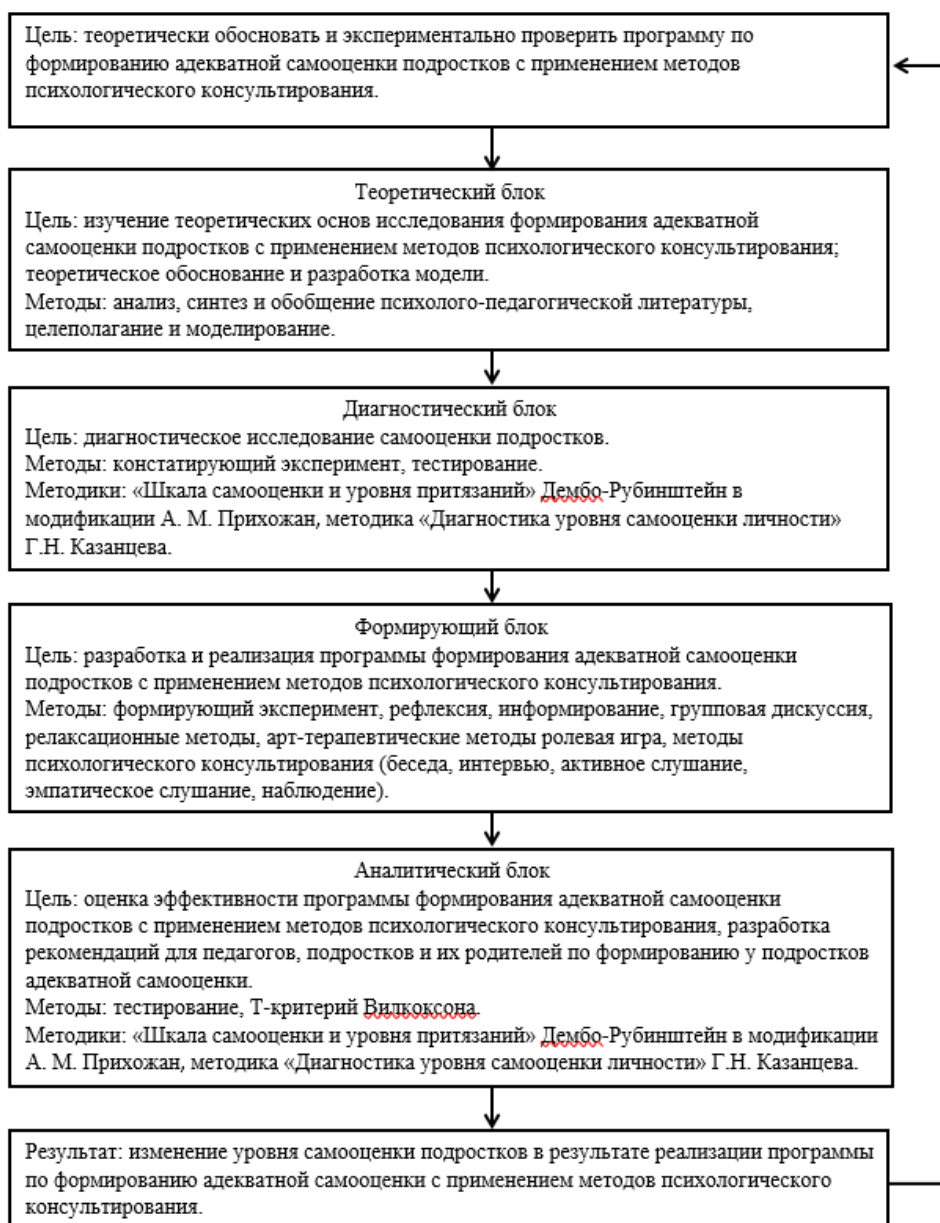 Цель: теоретически обосновать и экспериментально проверить программу по
формированию адекватной самооценки подростков с применением методов
психологического консультирования.
Теоретический блок
Цель: изучение теоретических основ исследования формирования адекватной
самооценки подростков с применением методов психологического консультирования;
теоретическое обоснование и разработка модели.
Методы: анализ, синтез и обобщение психолого-педагогической литературы,
целеполагание и моделирование.
Диагностический блок
Цель: диагностическое исследование самооценки подростков.
Методы: констатирующий эксперимент, тестирование.
Методики: «Шкала самооценки и уровня притязаний» Дембо-Рубинштейн в
модификации А. М. Прихожан, методика «Диагностика уровня самооценки личности»
Г.Н. Казанцева.
Формирующий блок
Цель: разработка и реализация программы формирования адекватной самооценки
подростков с применением методов психологического консультирования.
Методы: формирующий эксперимент, рефлексия, информирование, групповая дискуссия,
релаксационные методы, арт-терапевтические методы ролевая игра, методы
психологического консультирования (беседа, интервью, активное слушание,
эмпатическое слушание, наблюдение).
Аналитический блок
Цель: оценка эффективности программы формирования адекватной самооценки
подростков с применением методов психологического консультирования, разработка
рекомендаций для педагогов, подростков и их родителей по формированию у подростков
адекватной самооценки.
Методы: тестирование, Т-критерий Вилкоксона.
Методики: «Шкала самооценки и уровня притязаний» Дембо-Рубинштейн в модификации
А. М. Прихожан, методика «Диагностика уровня самооценки личности» Г.Н. Казанцева.
Результат: изменение уровня самооценки подростков в результате реализации программы
по формированию адекватной самооценки с применением методов психологического
консультирования.